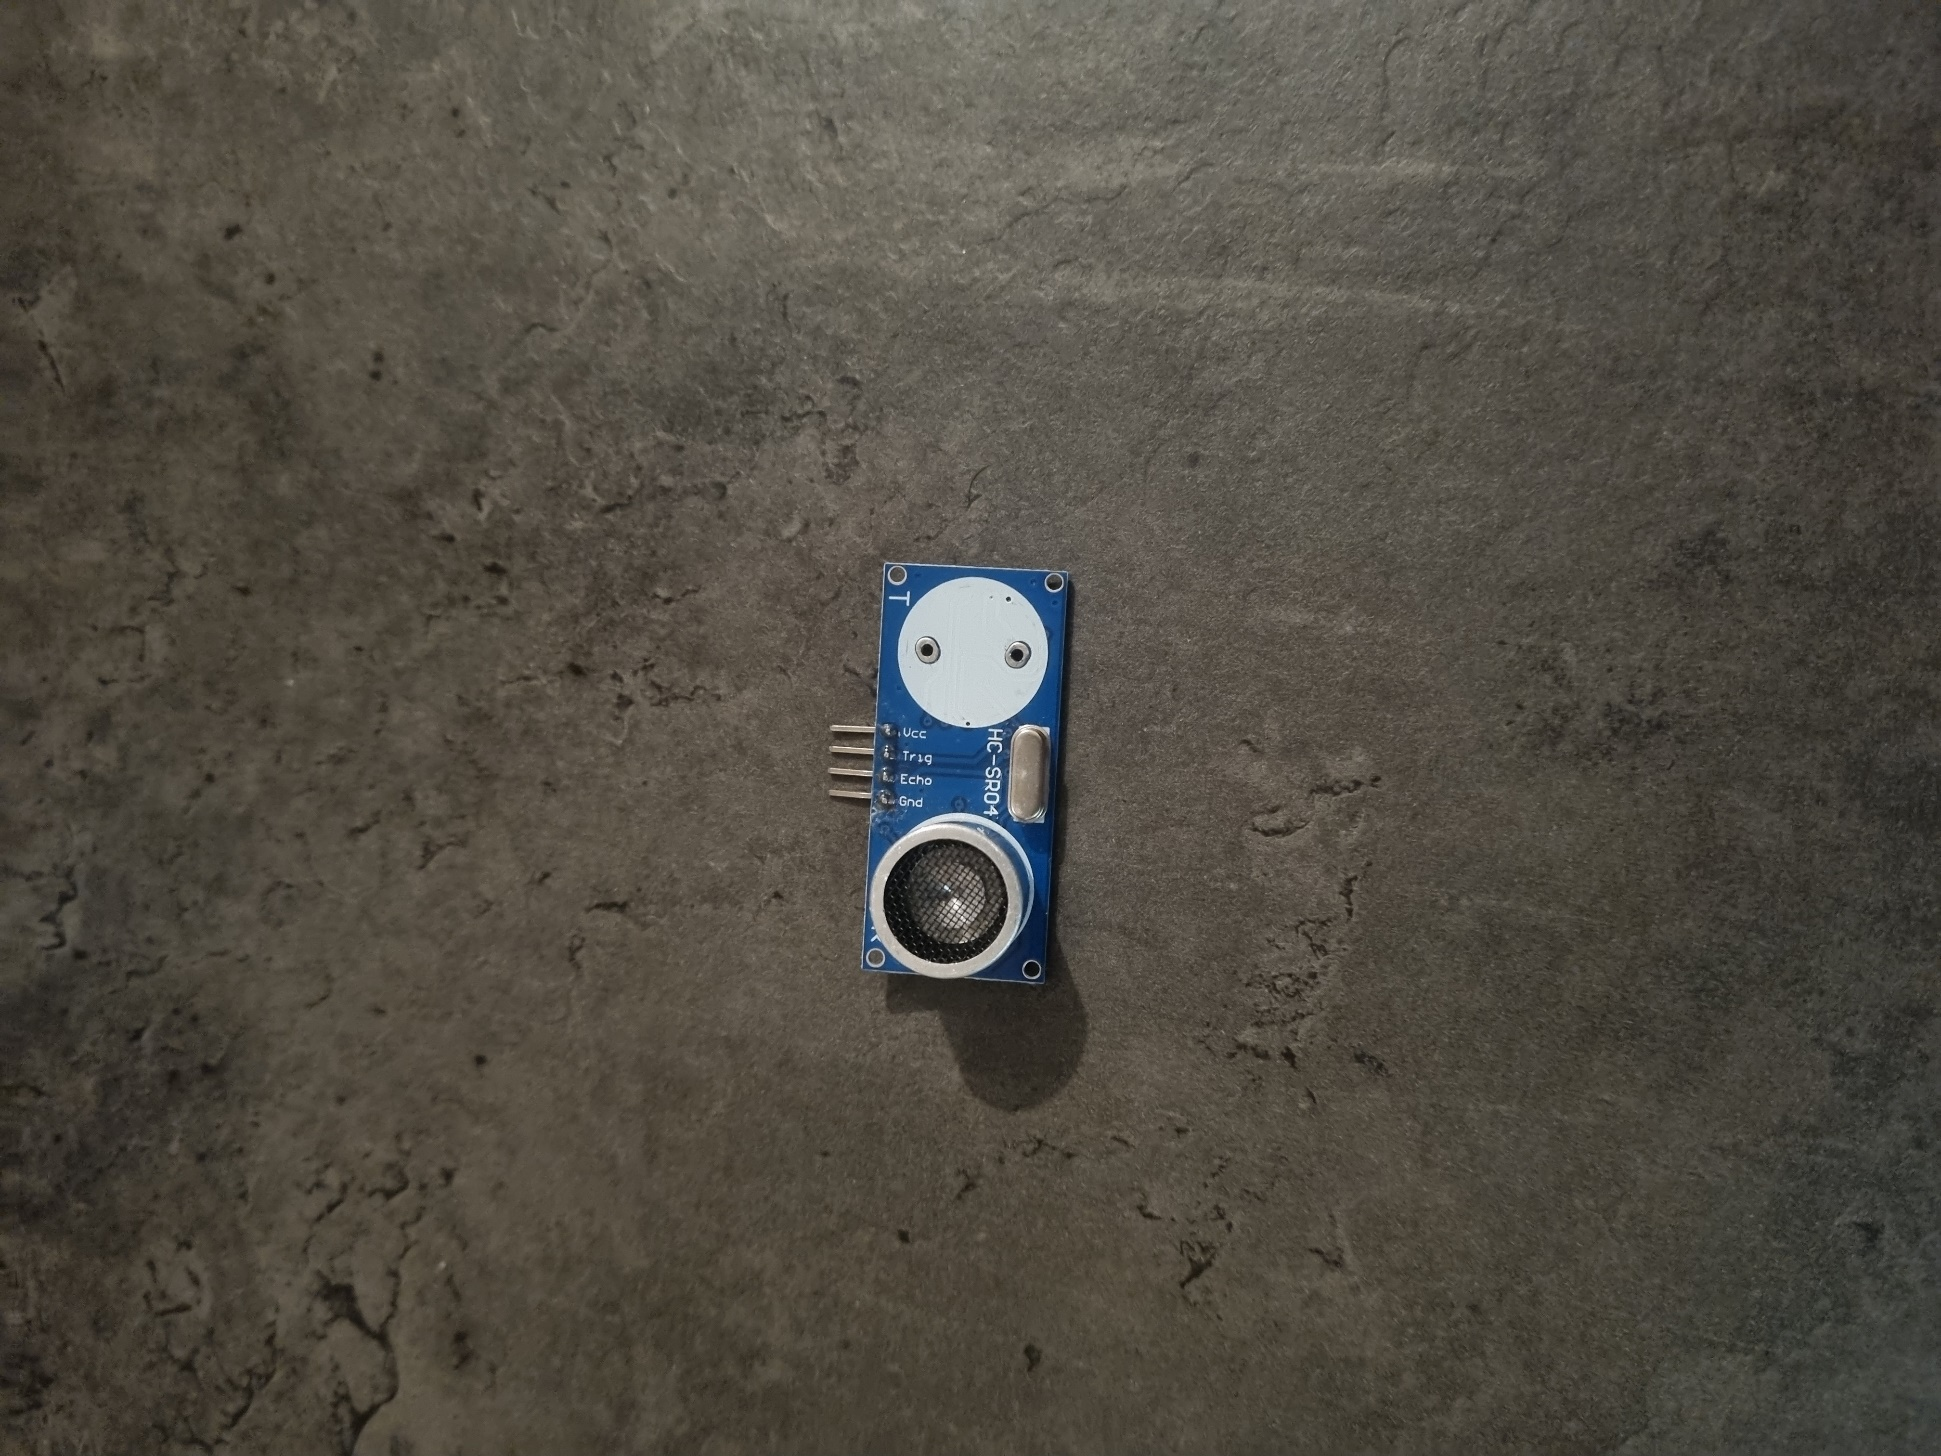 T
Vcc
Trig
Echo
Gnd
HC-SR04